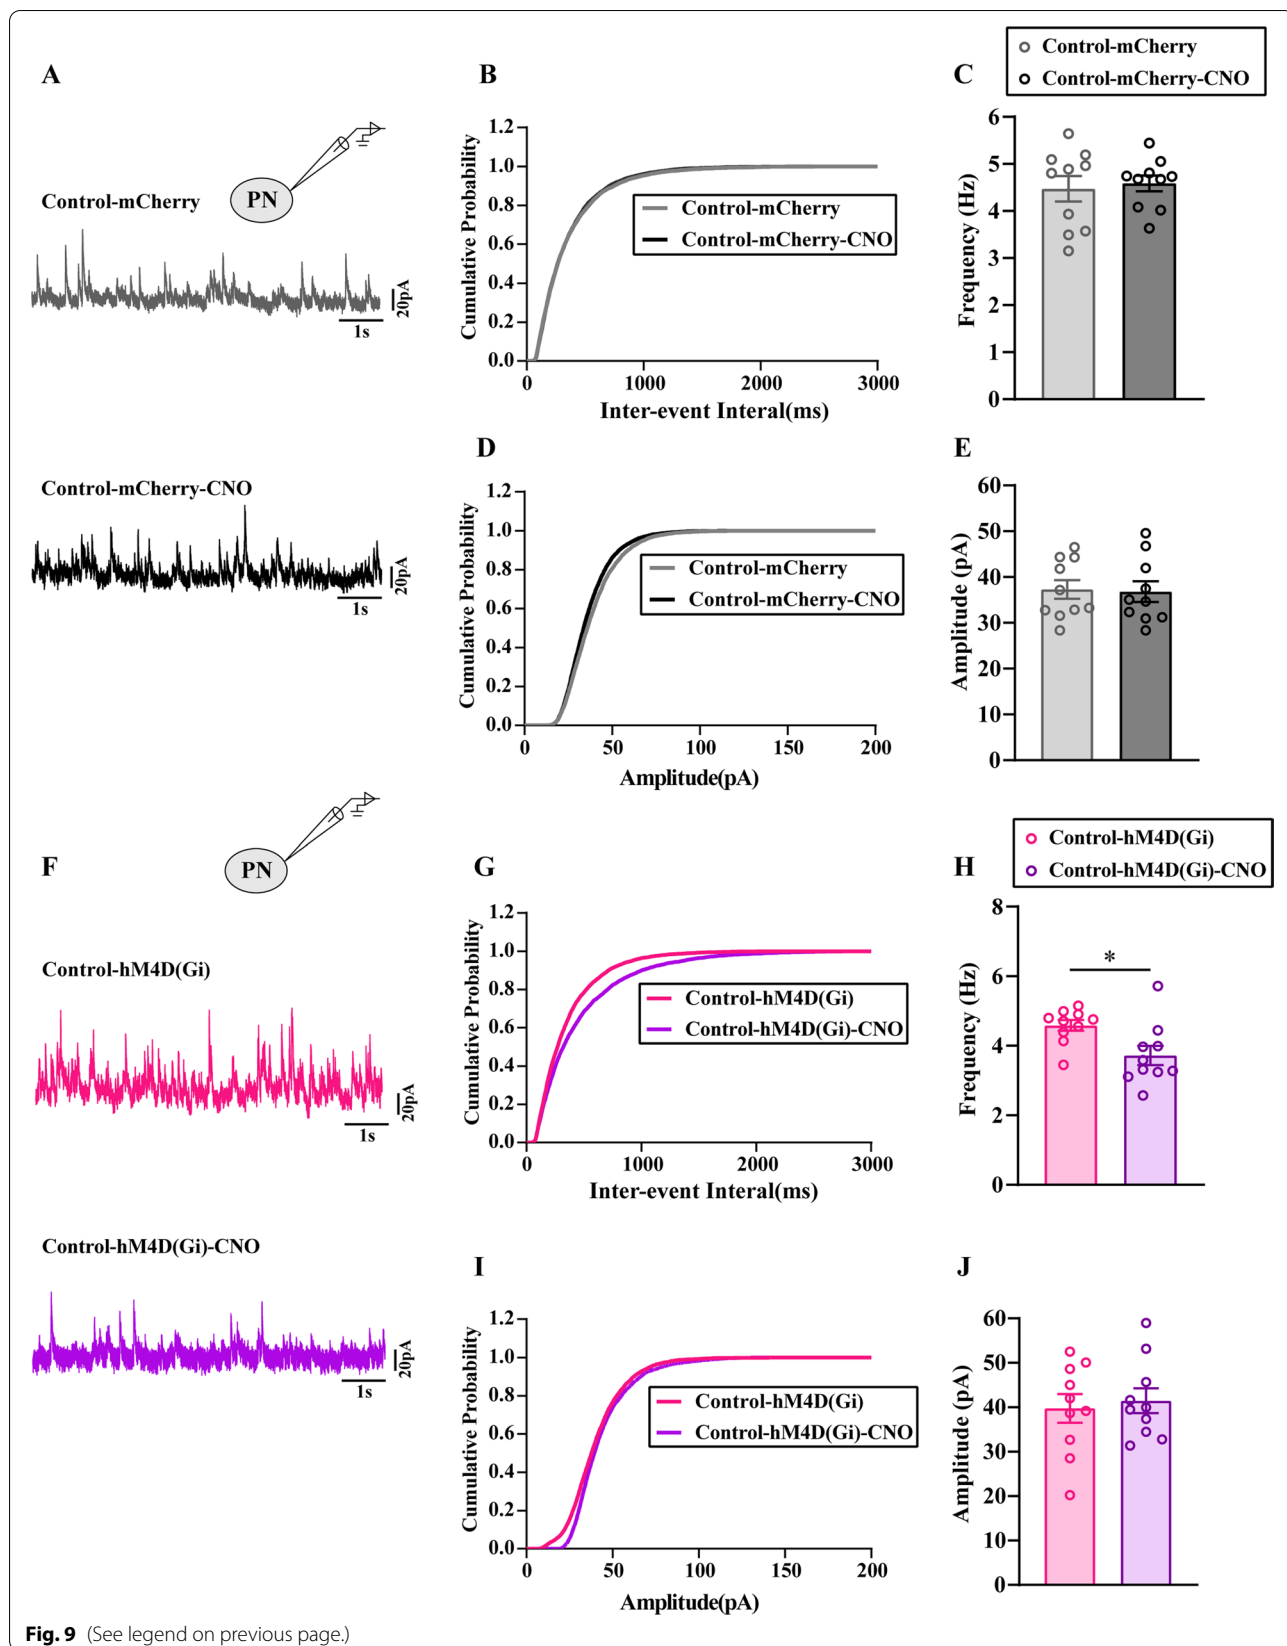 A
B
C
Control-mCherry
Control-mCherry-CNO
PN
Control-mCherry
20pA
1s
Cumulative Probability
1.2
1.0
0.8
0.6
0.4
0.2
0.0
Control-mCherry
Control-mCherry-CNO
0 1000 2000 3000
Inter-event Interal(ms)
Frequency (Hz)
6
5
4
3
2
1
0
Control-mCherry-CNO
20pA
1s
D
Cumulative Probability
1.2
1.0
0.8
0.6
0.4
0.2
0.0
Control-mCherry
Control-mCherry-CNO
0 50 100 150 200
Amplitude(pA)
E
Amplitude (pA)
60
50
40
30
20
10
0
F
PN
Control-hM4D(Gi)
20pA
1s
G
Cumulative Probability
1.2
1.0
0.8
0.6
0.4
0.2
0.0
Control-hM4D(Gi)
Control-hM4D(Gi)-CNO
0 1000 2000 3000
Inter-event Interal(ms)
H
Control-hM4D(Gi)
Control-hM4D(Gi)-CNO
Frequency (Hz)
8
6
4
2
0
*
Control-hM4D(Gi)-CNO
20pA
1s
I
Cumulative Probability
1.2
1.0
0.8
0.6
0.4
0.2
0.0
Control-hM4D(Gi)
Control-hM4D(Gi)-CNO
0 50 100 150 200
Amplitude(pA)
J
Amplitude (pA)
60
50
40
30
20
10
0
Fig. 9 (See legend on previous page.)